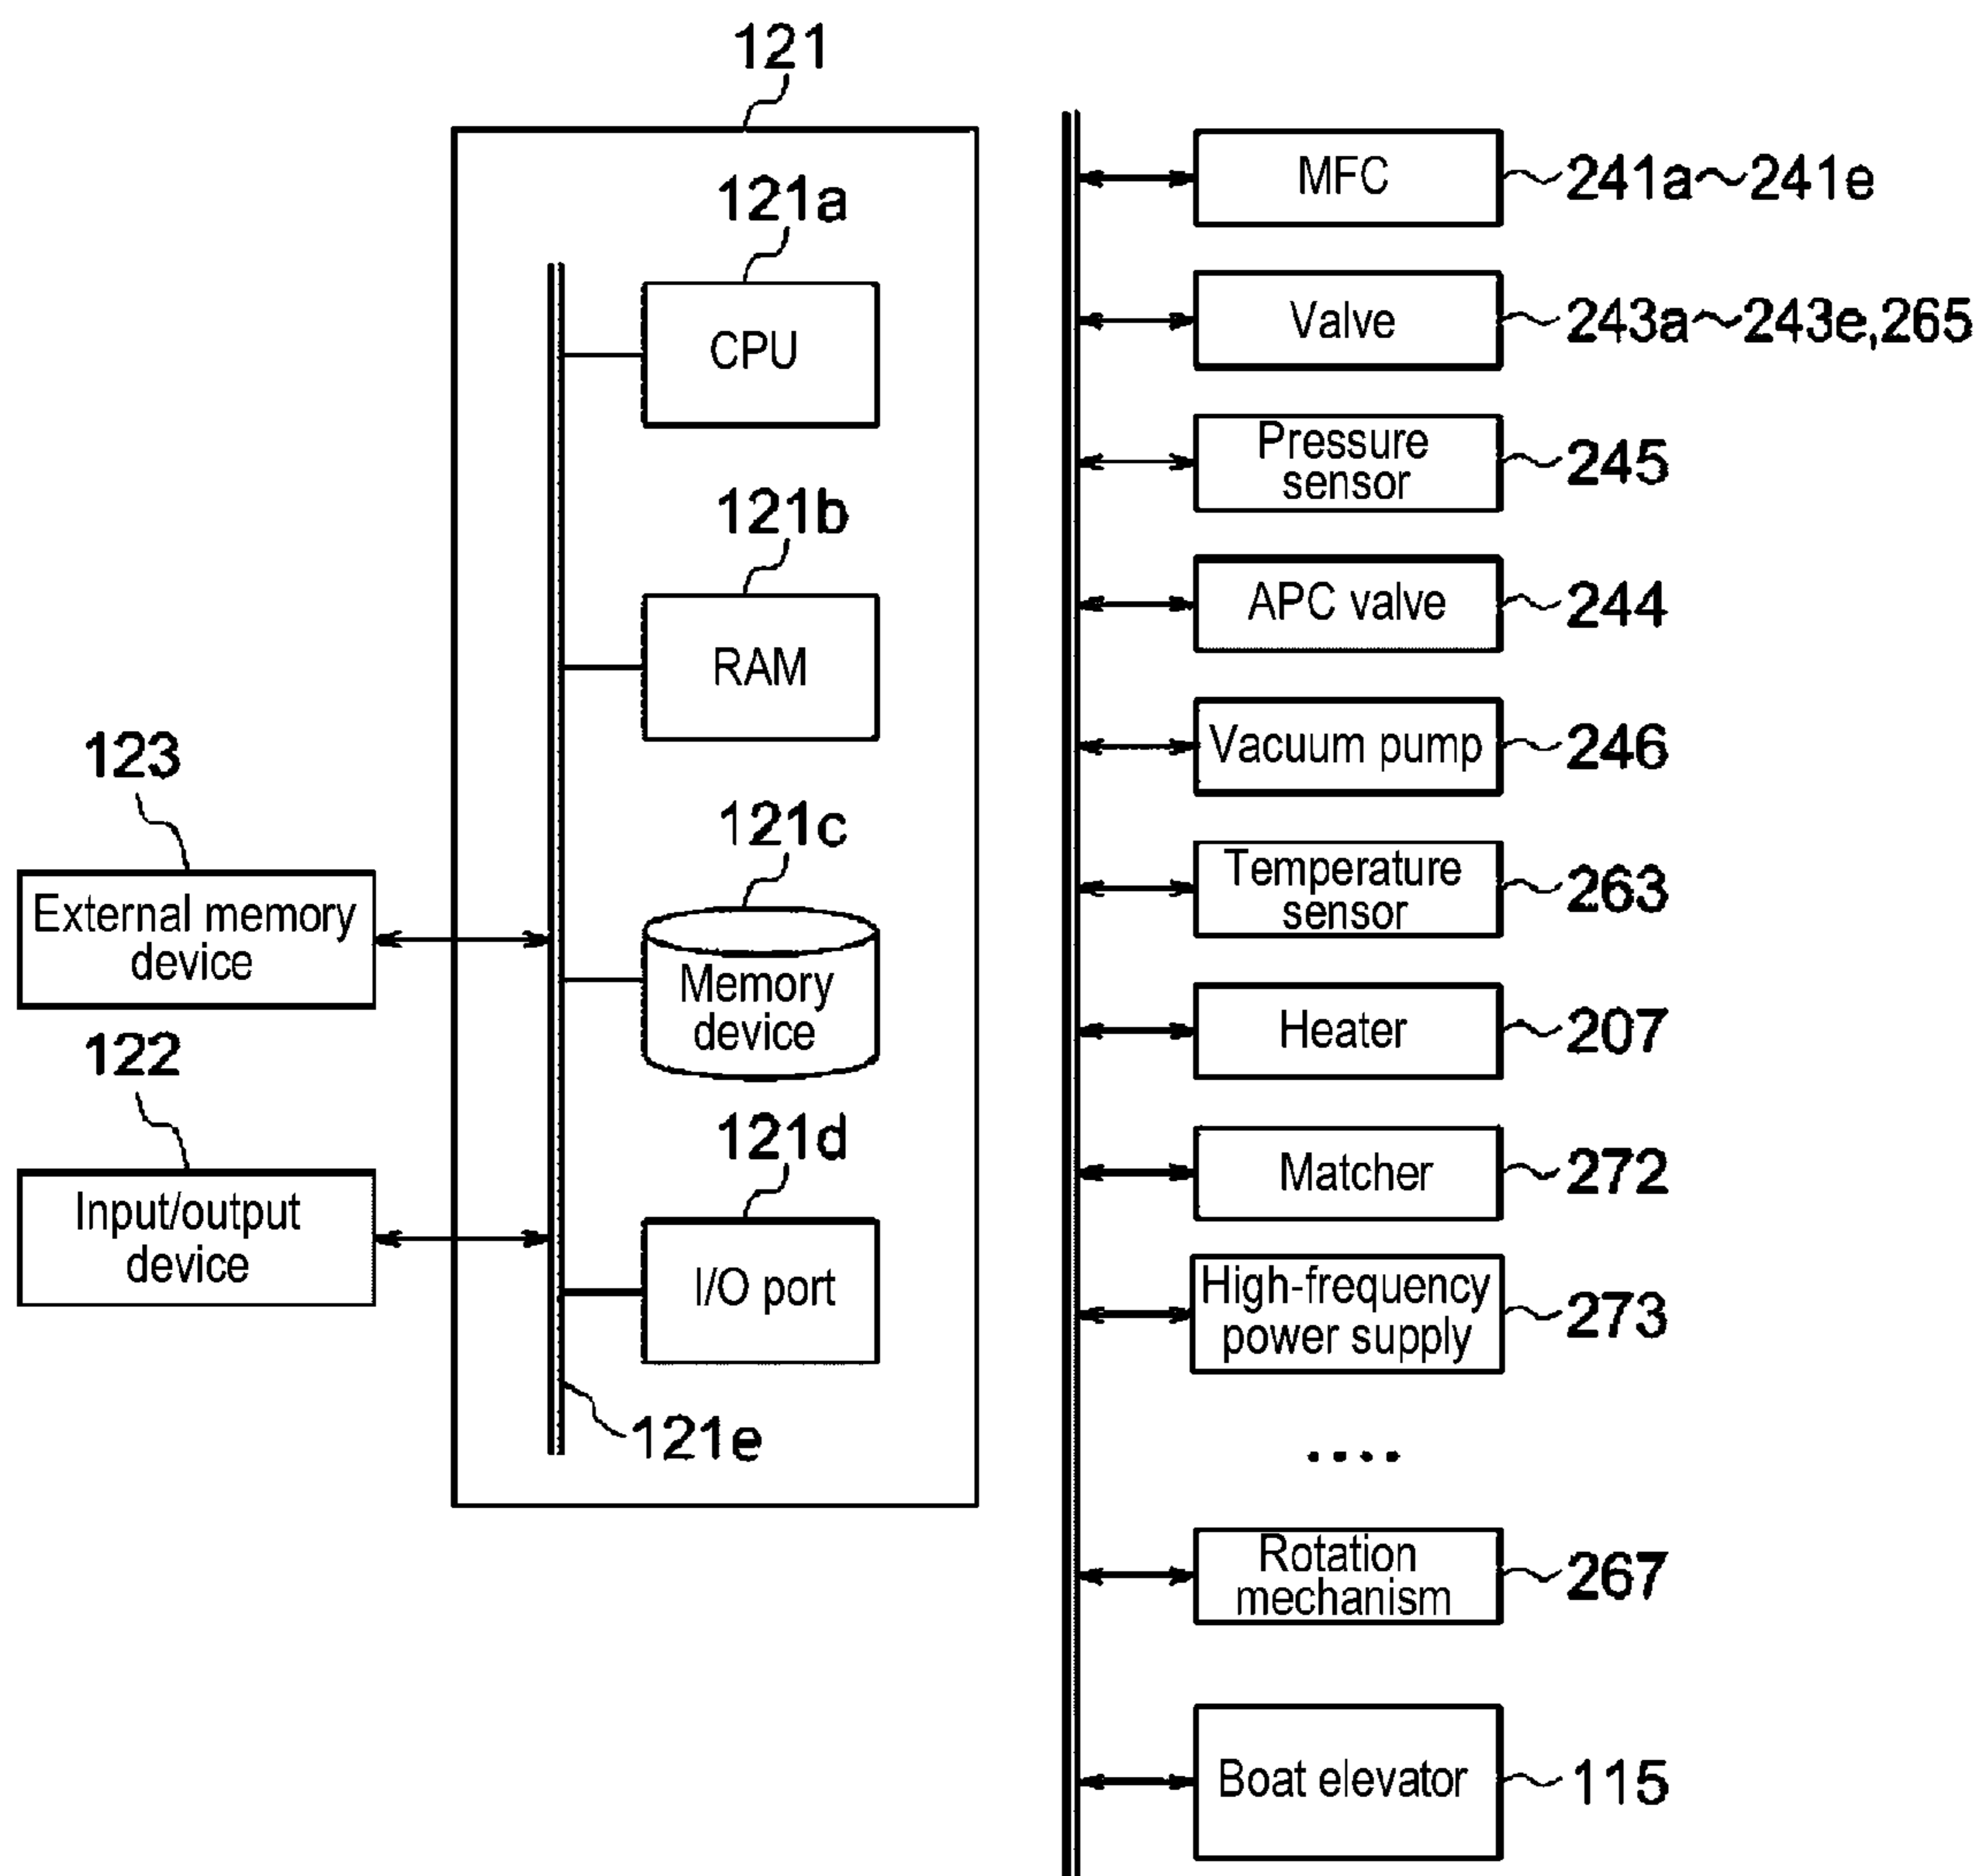 121
121a
CPU
121b
RAM
121c
Memory
device
121d
I/O port
121e
123
External memory
device
122
Input/output
device
MFC
241a～241e
Valve
243a～243e,265
Pressure
sensor
245
APC valve
244
Vacuum pump
246
Temperature
sensor
263
Heater
207
Matcher
272
High-frequency
power supply
273
....
Rotation
mechanism
267
Boat elevator
115